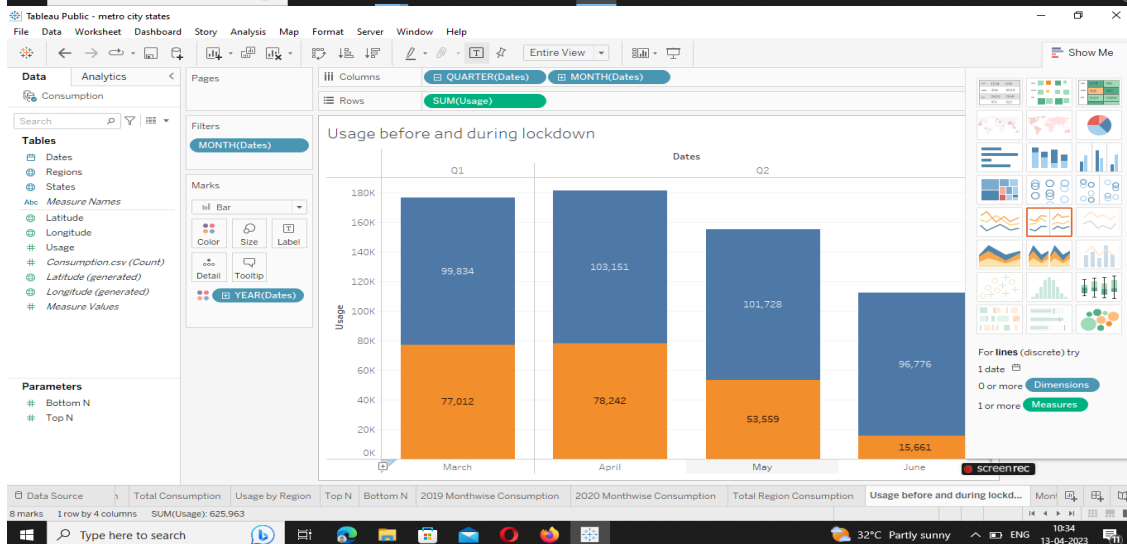 Tableau Public - metro city states
File Data Worksheet Dashboard Story Analysis Map Format Server Window Help
Entire View
Show Me
Data Analytics
Consumption
Search
Tables
Dates
Regions
States
Abc Measure Names
Latitude
Longitude
# Usage
# Consumption.csv (Count)
Latitude (generated)
Longitude (generated)
# Measure Values
Parameters
# Bottom N
# Top N
Pages
Filters
MONTH(Dates)
Marks
Bar
Color Size Label
Detail Tooltip
YEAR(Dates)
Columns QUARTER(Dates) MONTH(Dates)
Rows SUM(Usage)
Usage before and during lockdown
Dates
Q1 Q2
Usage
180K
160K
140K
120K
100K
80K
60K
40K
20K
0K
99,834 103,151 101,728 96,776
77,012 78,242 53,559 15,661
March April May June
For lines (discrete) try
1 date
0 or more Dimensions
1 or more Measures
screenrec
Data Source Total Consumption Usage by Region Top N Bottom N 2019 Monthwise Consumption 2020 Monthwise Consumption Total Region Consumption Usage before and during lockd... Mont
8 marks 1 row by 4 columns SUM(Usage): 625,963
Type here to search
32°C Partly sunny ENG
10:34
13-04-2023